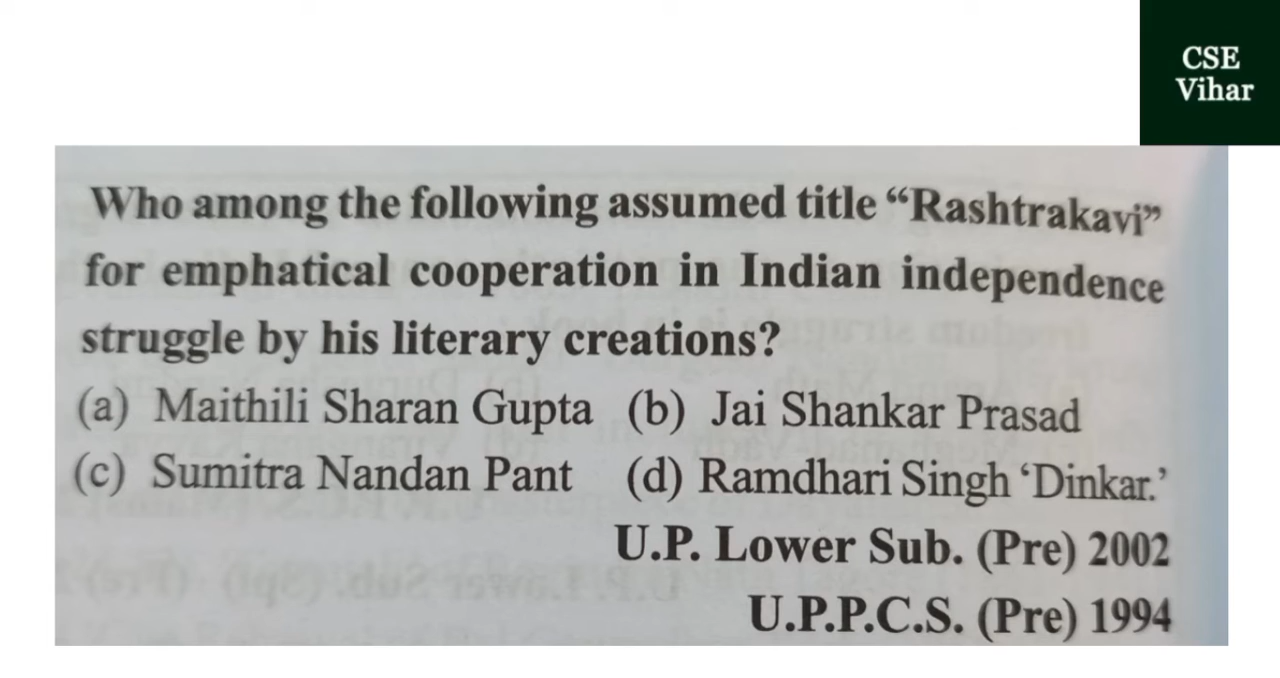 CSE
Vihar
Who among the following assumed title “Rashtrakavi”
for emphatical cooperation in Indian independence
struggle by his literary creations?
(a) Maithili Sharan Gupta (b) Jai Shankar Prasad
(c) Sumitra Nandan Pant (d) Ramdhari Singh ‘Dinkar.’
U.P. Lower Sub. (Pre) 2002
U.P.P.C.S. (Pre) 1994